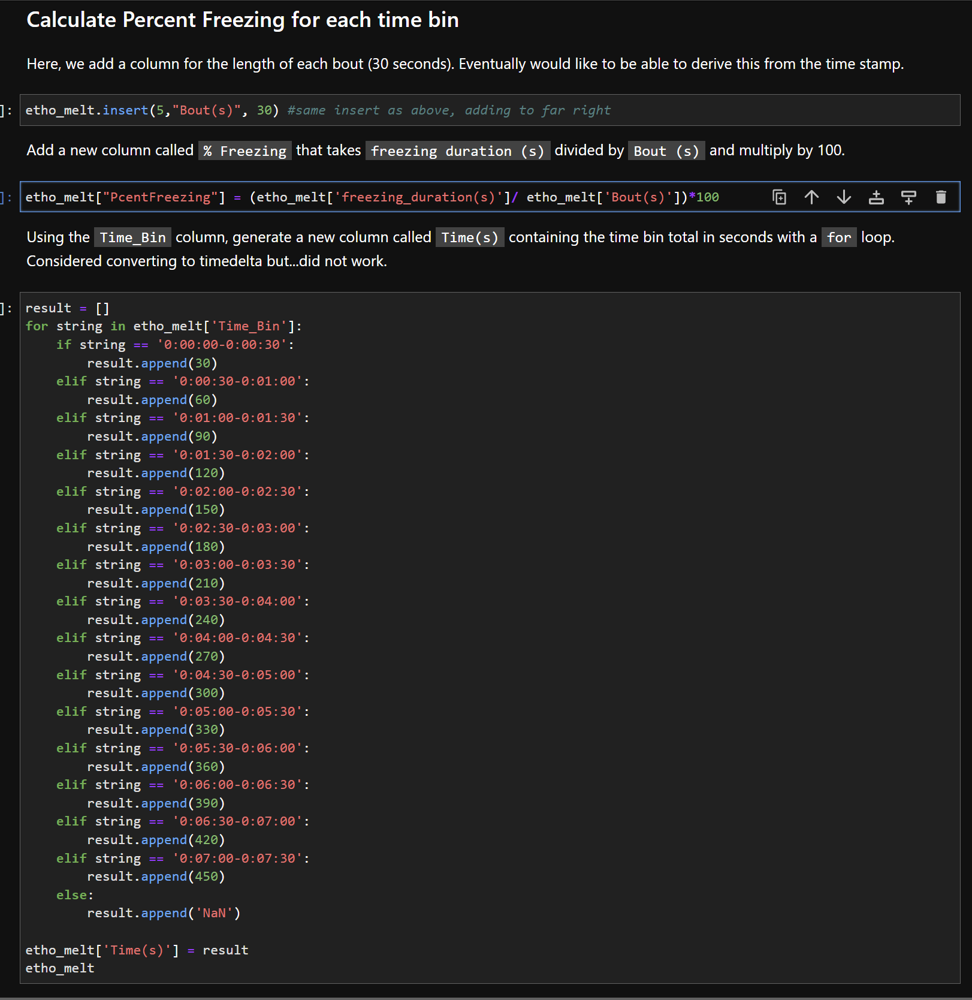 Calculate Percent Freezing for each time bin
Here, we add a column for the length of each bout (30 seconds). Eventually would like to be able to derive this from the time stamp.
]: etho_melt.insert(5,"Bout(s)", 30) #same insert as above, adding to far right
Add a new column called % Freezing that takes freezing duration (s) divided by Bout (s) and multiply by 100.
]: etho_melt["PcentFreezing"] = (etho_melt['freezing_duration(s)']/ etho_melt['Bout(s)'])*100
Using the Time_Bin column, generate a new column called Time(s) containing the time bin total in seconds with a for loop.
Considered converting to timedelta but...did not work.
]: result = []
for string in etho_melt['Time_Bin']:
    if string == '0:00:00-0:00:30':
        result.append(30)
    elif string == '0:00:30-0:01:00':
        result.append(60)
    elif string == '0:01:00-0:01:30':
        result.append(90)
    elif string == '0:01:30-0:02:00':
        result.append(120)
    elif string == '0:02:00-0:02:30':
        result.append(150)
    elif string == '0:02:30-0:03:00':
        result.append(180)
    elif string == '0:03:00-0:03:30':
        result.append(210)
    elif string == '0:03:30-0:04:00':
        result.append(240)
    elif string == '0:04:00-0:04:30':
        result.append(270)
    elif string == '0:04:30-0:05:00':
        result.append(300)
    elif string == '0:05:00-0:05:30':
        result.append(330)
    elif string == '0:05:30-0:06:00':
        result.append(360)
    elif string == '0:06:00-0:06:30':
        result.append(390)
    elif string == '0:06:30-0:07:00':
        result.append(420)
    elif string == '0:07:00-0:07:30':
        result.append(450)
    else:
        result.append('NaN')
etho_melt['Time(s)'] = result
etho_melt